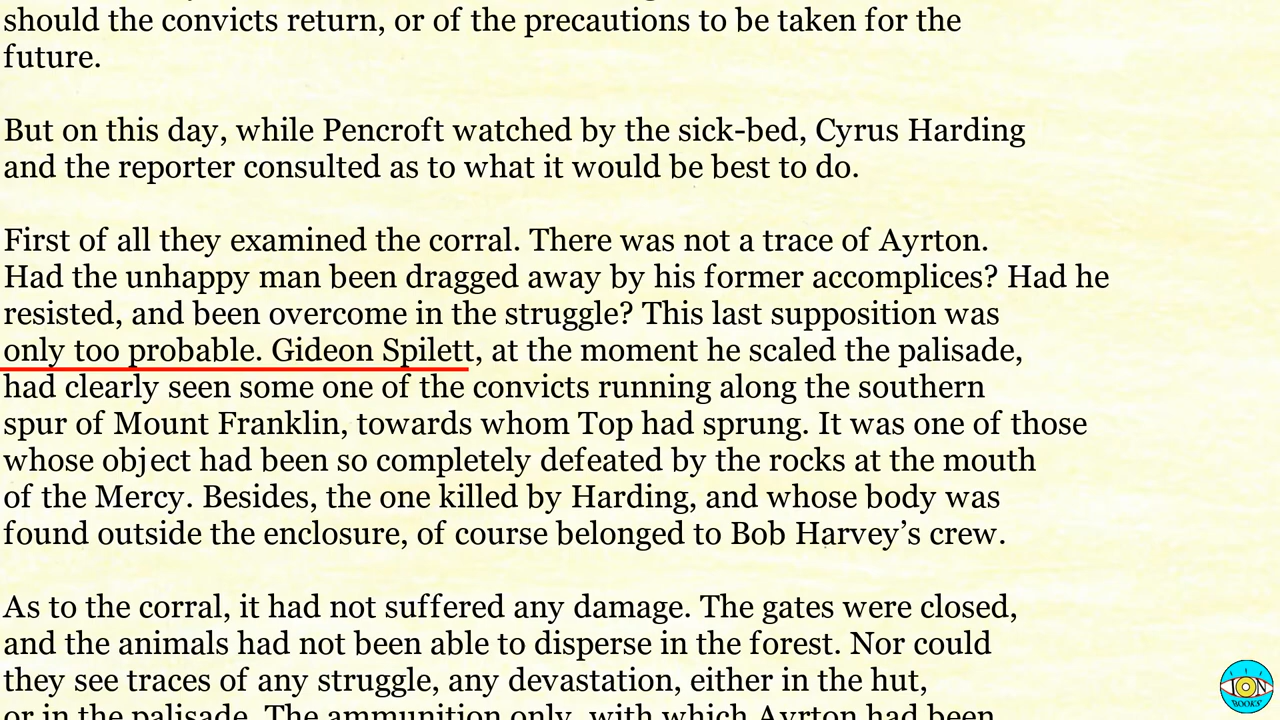 should the convicts return, or of the precautions to be taken for the
future.
But on this day, while Pencroft watched by the sick-bed, Cyrus Harding
and the reporter consulted as to what it would be best to do.
First of all they examined the corral. There was not a trace of Ayrton.
Had the unhappy man been dragged away by his former accomplices? Had he
resisted, and been overcome in the struggle? This last supposition was
only too probable. Gideon Spilett, at the moment he scaled the palisade,
had clearly seen some one of the convicts running along the southern
spur of Mount Franklin, towards whom Top had sprung. It was one of those
whose object had been so completely defeated by the rocks at the mouth
of the Mercy. Besides, the one killed by Harding, and whose body was
found outside the enclosure, of course belonged to Bob Harvey’s crew.
As to the corral, it had not suffered any damage. The gates were closed,
and the animals had not been able to disperse in the forest. Nor could
they see traces of any struggle, any devastation, either in the hut,
or in the palisade. The ammunition only, with which Ayrton had been
ION
BOOKS